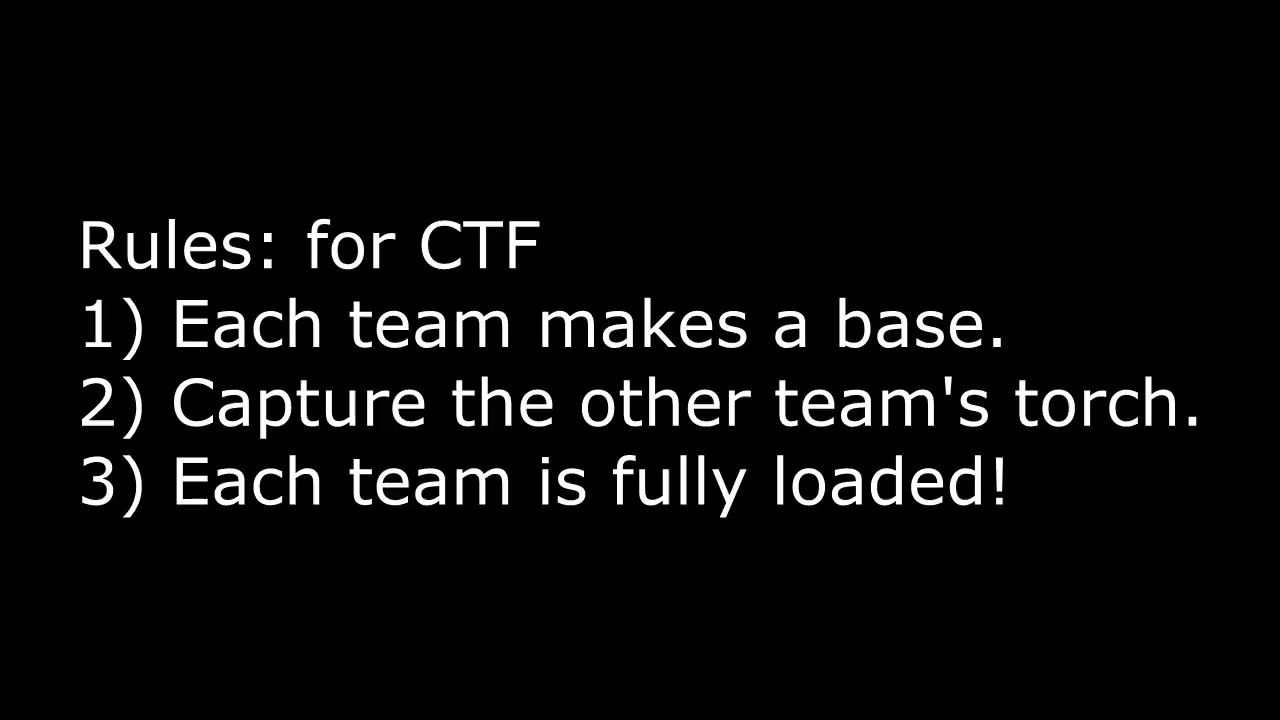 Rules: for CTF
1) Each team makes a base.
2) Capture the other team's torch.
3) Each team is fully loaded!